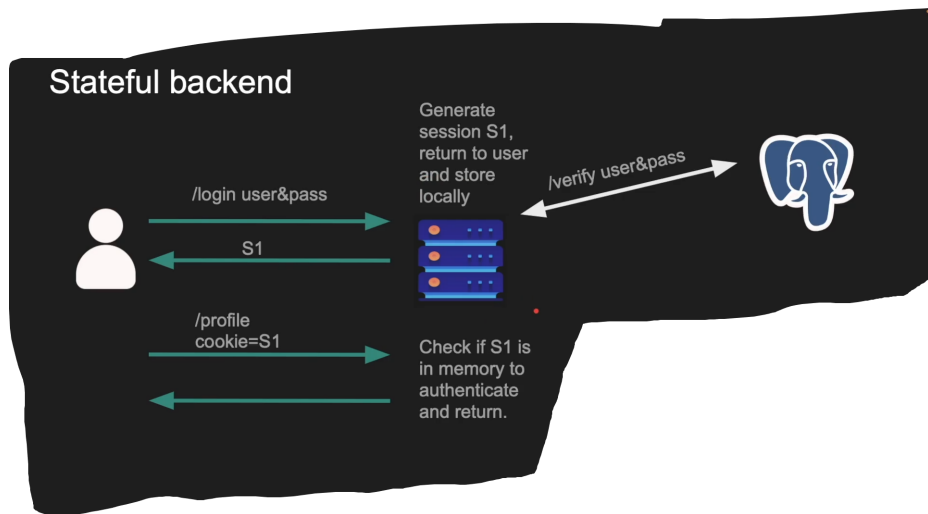 Stateful backend
Generate
session S1,
return to user
and store
locally
/verify user&pass
/login user&pass
S1
/profile
cookie=S1
Check if S1 is
in memory to
authenticate
and return.